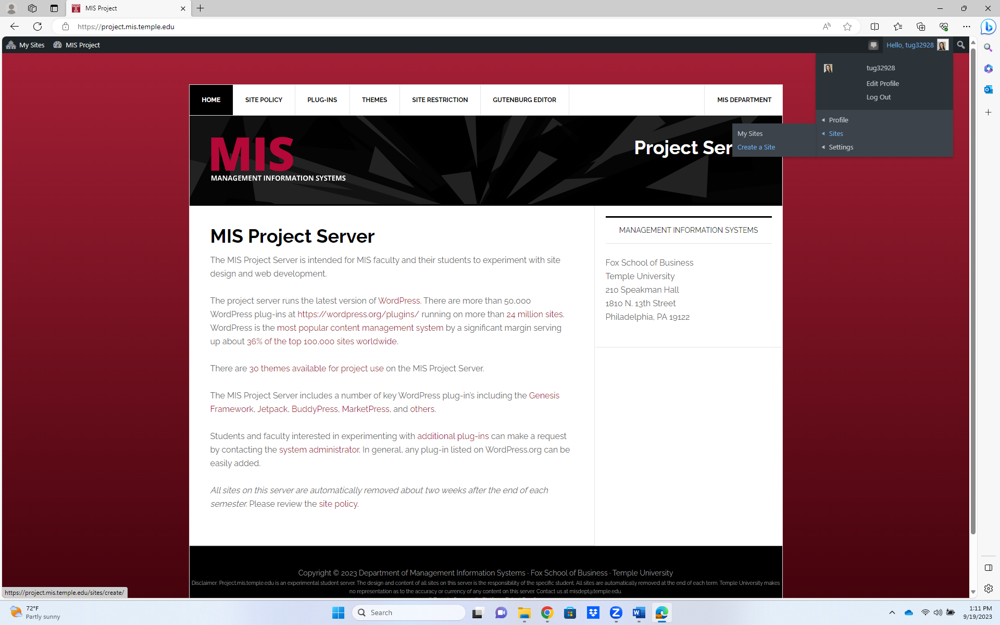 MIS Project
https://project.mis.temple.edu
My Sites
MIS Project
Hello, tug32928
tug32928
Edit Profile
Log Out
Profile
Sites
Settings
My Sites
Create a Site
HOME
SITE POLICY
PLUG-INS
THEMES
SITE RESTRICTION
GUTENBURG EDITOR
MIS DEPARTMENT
MIS
MANAGEMENT INFORMATION SYSTEMS
Project Ser
MIS Project Server
The MIS Project Server is intended for MIS faculty and their students to experiment with site
design and web development.
The project server runs the latest version of WordPress. There are more than 50,000
WordPress plug-ins at https://wordpress.org/plugins/ running on more than 24 million sites.
WordPress is the most popular content management system by a significant margin serving
up about 36% of the top 100,000 sites worldwide.
There are 30 themes available for project use on the MIS Project Server.
The MIS Project Server includes a number of key WordPress plug-in's including the Genesis
Framework, Jetpack, BuddyPress, MarketPress, and others.
Students and faculty interested in experimenting with additional plug-ins can make a request
by contacting the system administrator. In general, any plug-in listed on WordPress.org can be
easily added.
All sites on this server are automatically removed about two weeks after the end of each
semester. Please review the site policy.
MANAGEMENT INFORMATION SYSTEMS
Fox School of Business
Temple University
210 Speakman Hall
1810 N. 13th Street
Philadelphia, PA 19122
Copyright © 2023 Department of Management Information Systems · Fox School of Business · Temple University
Disclaimer: Project.mis.temple.edu is an experimental student server. The design and content of all sites on this server is the responsibility of the specific student. All sites are automatically removed at the end of each term. Temple University makes
no representation as to the accuracy or currency of any content on this server. Contact us at misdept@temple.edu.
https://project.mis.temple.edu/sites/create/
72°F
Partly sunny
Search
1:11 PM
9/19/2023